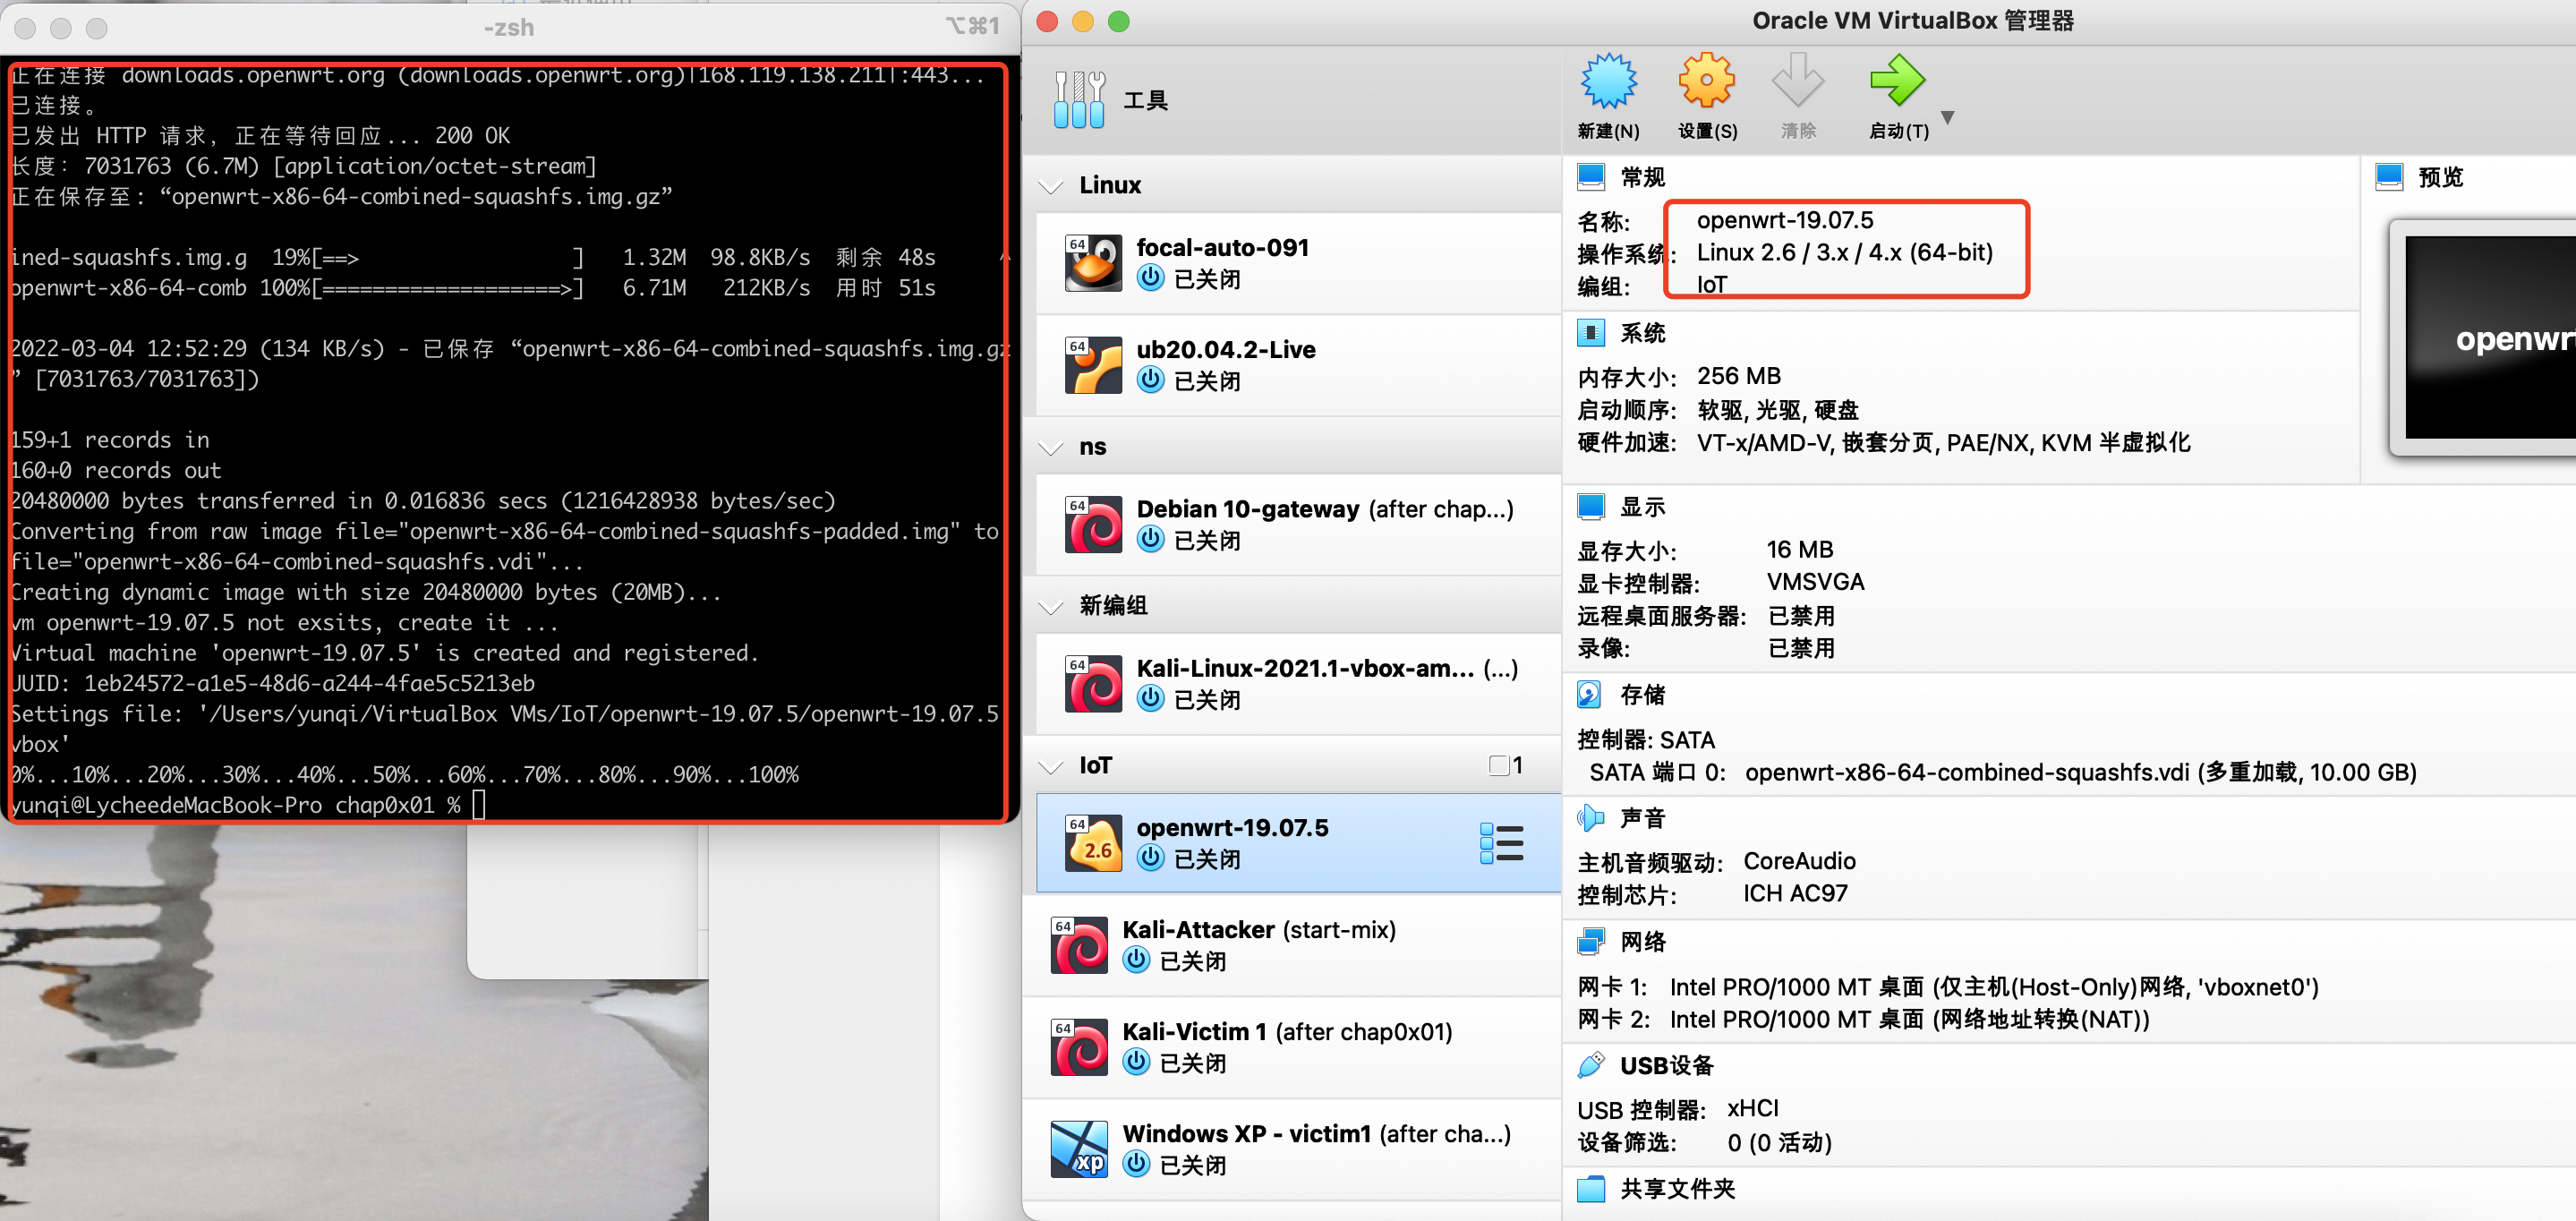 -zsh
⌥⌘1
正在连接 downloads.openwrt.org (downloads.openwrt.org)|168.119.138.211|:443...
已连接。
已发出 HTTP 请求，正在等待回应... 200 OK
长度：7031763 (6.7M) [application/octet-stream]
正在保存至: “openwrt-x86-64-combined-squashfs.img.gz”
ined-squashfs.img.g 19%[==> ] 1.32M 98.8KB/s 剩余 48s ^
openwrt-x86-64-comb 100%[===================>] 6.71M 212KB/s 用时 51s
2022-03-04 12:52:29 (134 KB/s) - 已保存 “openwrt-x86-64-combined-squashfs.img.gz
” [7031763/7031763])
159+1 records in
160+0 records out
20480000 bytes transferred in 0.016836 secs (1216428938 bytes/sec)
Converting from raw image file="openwrt-x86-64-combined-squashfs-padded.img" to
file="openwrt-x86-64-combined-squashfs.vdi"...
Creating dynamic image with size 20480000 bytes (20MB)...
vm openwrt-19.07.5 not exsits, create it ...
Virtual machine 'openwrt-19.07.5' is created and registered.
UUID: 1eb24572-a1e5-48d6-a244-4fae5c5213eb
Settings file: '/Users/yunqi/VirtualBox VMs/IoT/openwrt-19.07.5/openwrt-19.07.5
vbox'
0%...10%...20%...30%...40%...50%...60%...70%...80%...90%...100%
yunqi@LycheedeMacBook-Pro chap0x01 %
Oracle VM VirtualBox 管理器
工具
新建(N)
设置(S)
清除
启动(T)
Linux
64
focal-auto-091
已关闭
64
ub20.04.2-Live
已关闭
ns
64
Debian 10-gateway (after chap...)
已关闭
新编组
64
Kali-Linux-2021.1-vbox-am... (...)
已关闭
IoT
1
64
2.6
openwrt-19.07.5
已关闭
64
Kali-Attacker (start-mix)
已关闭
64
Kali-Victim 1 (after chap0x01)
已关闭
xp
Windows XP - victim1 (after cha...)
已关闭
常规
名称: openwrt-19.07.5
操作系统: Linux 2.6 / 3.x / 4.x (64-bit)
编组: IoT
预览
openwrt
系统
内存大小: 256 MB
启动顺序: 软驱, 光驱, 硬盘
硬件加速: VT-x/AMD-V, 嵌套分页, PAE/NX, KVM 半虚拟化
显示
显存大小: 16 MB
显卡控制器: VMSVGA
远程桌面服务器: 已禁用
录像: 已禁用
存储
控制器: SATA
SATA 端口 0: openwrt-x86-64-combined-squashfs.vdi (多重加载, 10.00 GB)
声音
主机音频驱动: CoreAudio
控制芯片: ICH AC97
网络
网卡 1: Intel PRO/1000 MT 桌面 (仅主机(Host-Only)网络, 'vboxnet0')
网卡 2: Intel PRO/1000 MT 桌面 (网络地址转换(NAT))
USB设备
USB 控制器: xHCI
设备筛选: 0 (0 活动)
共享文件夹